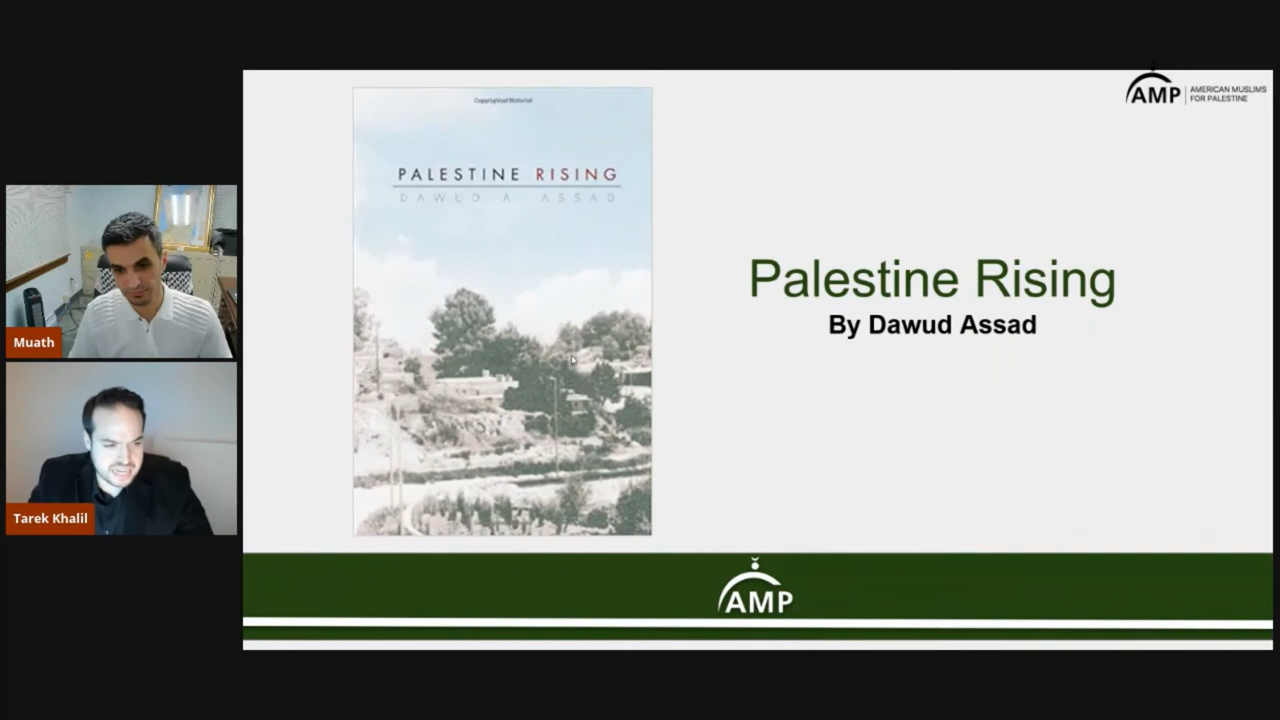 Muath
Tarek Khalil
Copyrighted Material
PALESTINE RISING
DAWUD A. ASSAD
Palestine Rising
By Dawud Assad
AMP
AMERICAN MUSLIMS
FOR PALESTINE
AMP